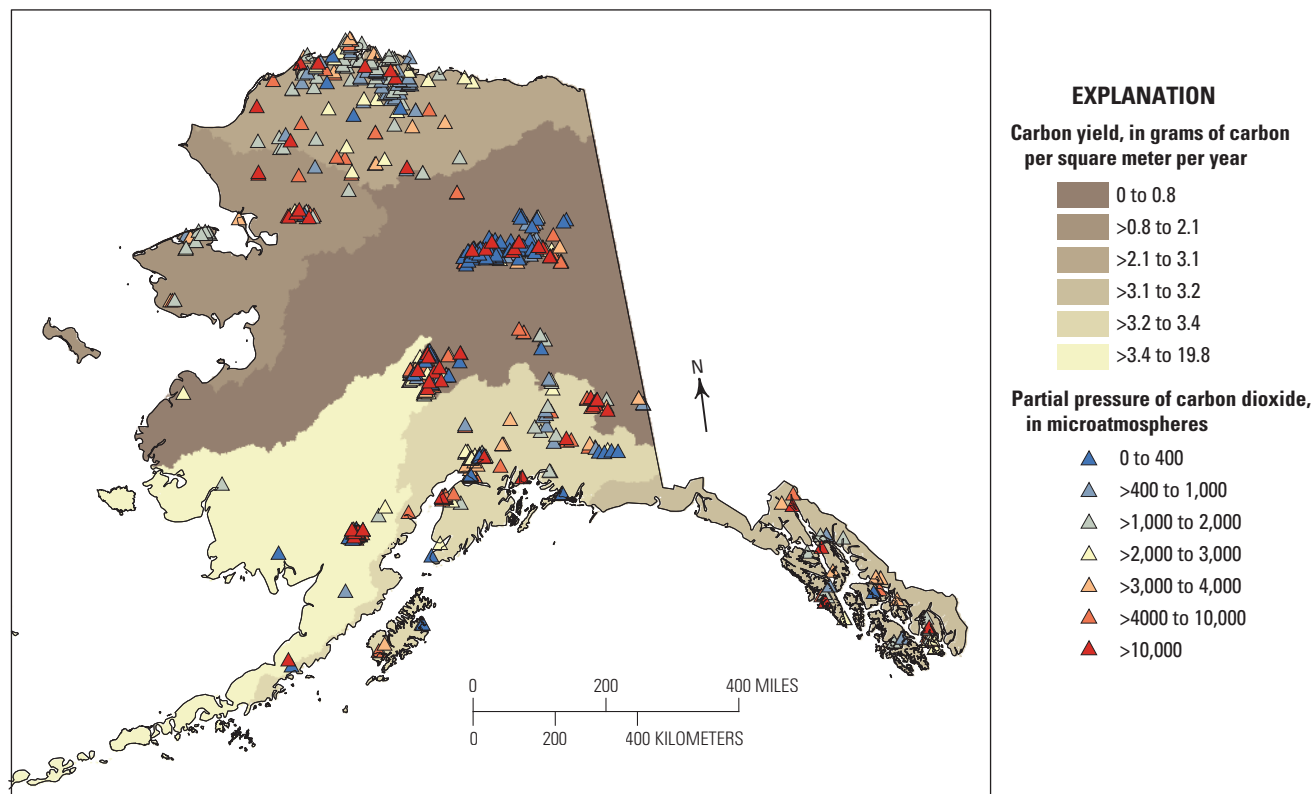 EXPLANATION
Carbon yield, in grams of carbon
per square meter per year
0 to 0.8
>0.8 to 2.1
>2.1 to 3.1
>3.1 to 3.2
>3.2 to 3.4
>3.4 to 19.8
Partial pressure of carbon dioxide,
in microatmospheres
0 to 400
>400 to 1,000
>1,000 to 2,000
>2,000 to 3,000
>3,000 to 4,000
>4000 to 10,000
>10,000
N
0 200 400 MILES
0 200 400 KILOMETERS